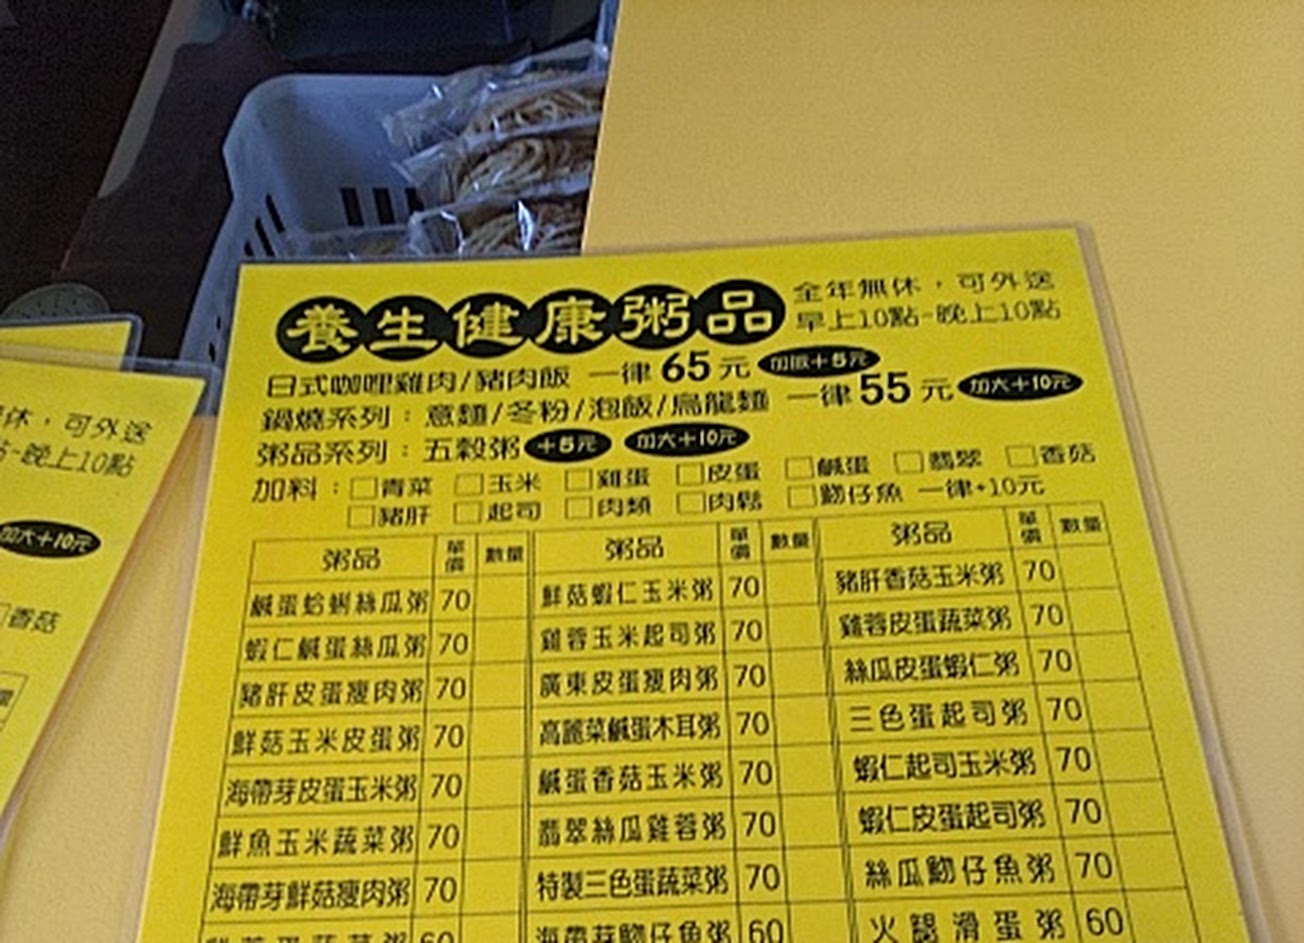 養生健康粥品
全年無休，可外送
早上10點-晚上10點
日式咖哩雞肉/豬肉飯 一律65元 加飯+5元
鍋燒系列：意麵/冬粉/泡飯/烏龍麵 一律55元 加大+10元
粥品系列：五穀粥 +5元 加大+10元
加料：□青菜 □玉米 □雞蛋 □皮蛋 □鹹蛋 □翡翠 □香菇
□豬肝 □起司 □肉類 □肉鬆 □魩仔魚 一律+10元
粥品 單價 數量 粥品 單價 數量 粥品 單價 數量
鹹蛋蛤蜊絲瓜粥 70 鮮菇蝦仁玉米粥 70 豬肝香菇玉米粥 70
蝦仁鹹蛋絲瓜粥 70 雞蓉玉米起司粥 70 雞蓉皮蛋蔬菜粥 70
豬肝皮蛋瘦肉粥 70 廣東皮蛋瘦肉粥 70 絲瓜皮蛋蝦仁粥 70
鮮菇玉米皮蛋粥 70 高麗菜鹹蛋木耳粥 70 三色蛋起司粥 70
海帶芽皮蛋玉米粥 70 鹹蛋香菇玉米粥 70 蝦仁起司玉米粥 70
鮮魚玉米蔬菜粥 70 翡翠絲瓜雞蓉粥 70 蝦仁皮蛋起司粥 70
海帶芽鮮菇瘦肉粥 70 特製三色蛋蔬菜粥 70 絲瓜魩仔魚粥 70
60 海帶芽魩仔魚粥 60 火腿滑蛋粥 60
休，可外送
晚上10點
加大+10元
香菇